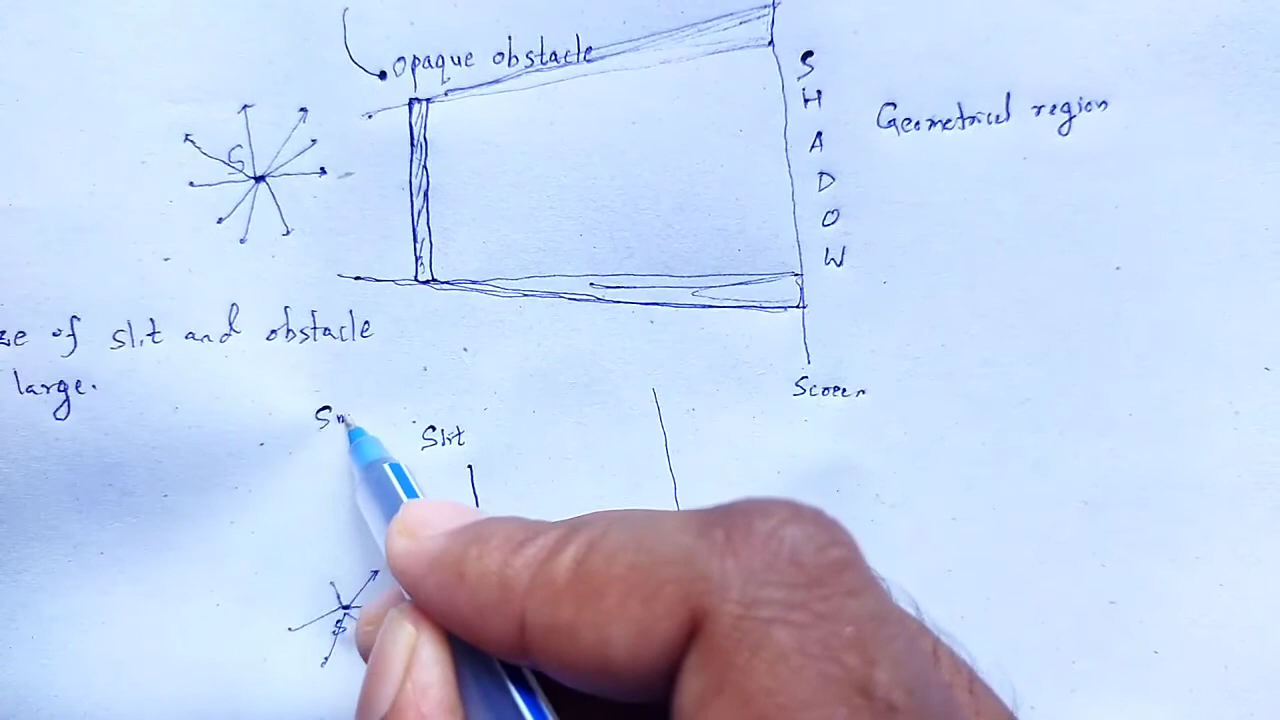 opaque obstacle
S
H
A
D
O
W
Geometrical region
S
of slit and obstacle
large.
Screen
Slit
S